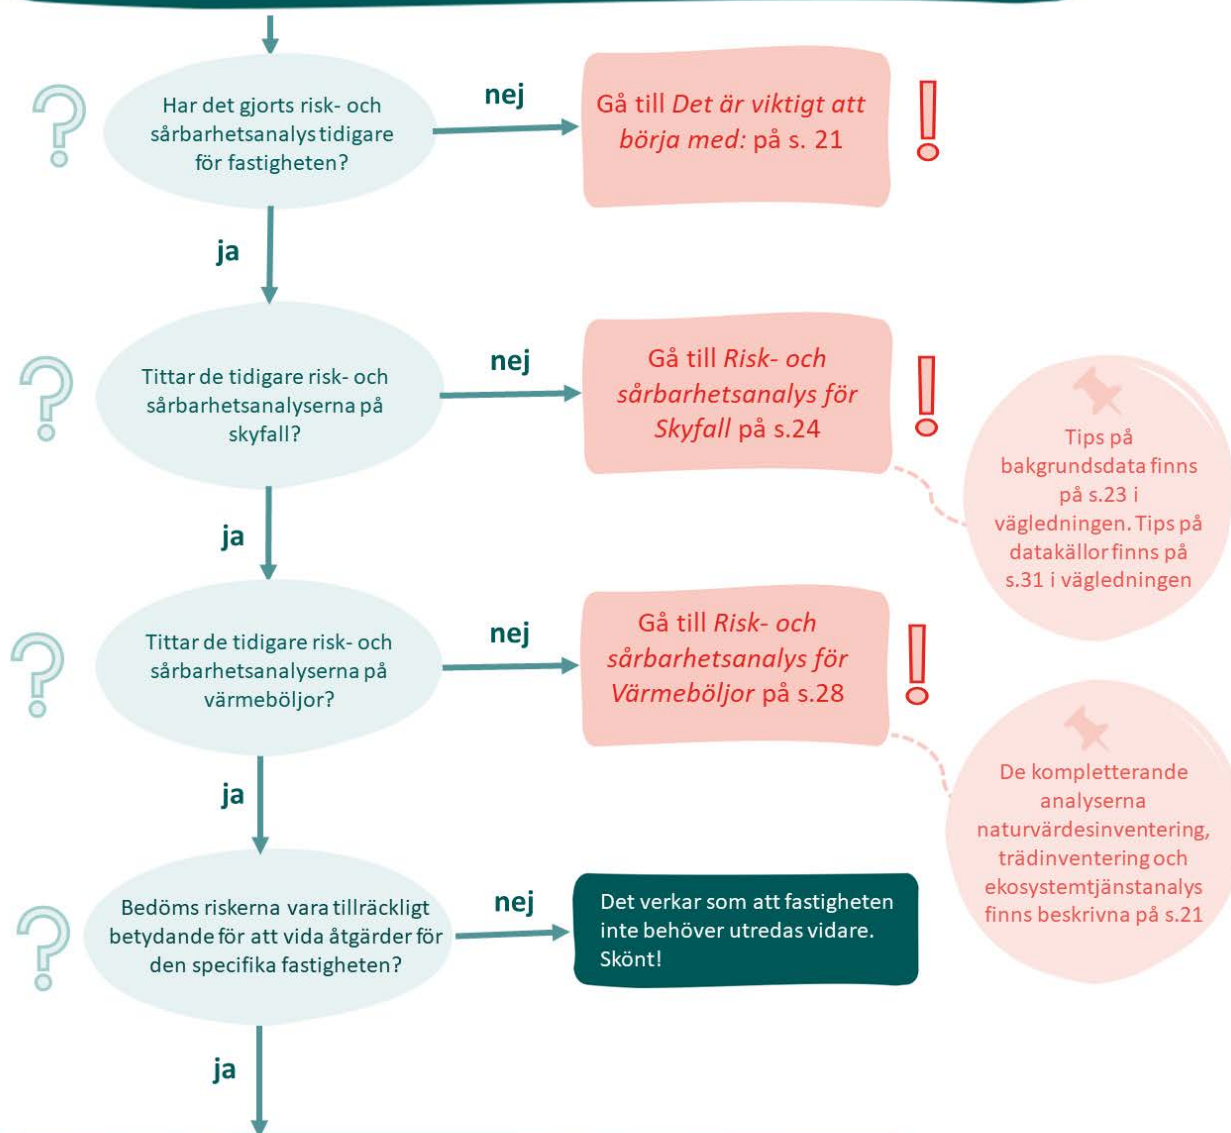 Har det gjorts risk- och
sårbarhetsanalys tidigare
för fastigheten?
nej
Gå till Det är viktigt att
börja med: på s. 21
ja
Tittar de tidigare risk- och
sårbarhetsanalyserna på
skyfall?
nej
Gå till Risk- och
sårbarhetsanalys för
Skyfall på s.24
Tips på
bakgrundsdata finns
på s.23 i
vägledningen. Tips på
datakällor finns på
s.31 i vägledningen
ja
Tittar de tidigare risk- och
sårbarhetsanalyserna på
värmeböljor?
nej
Gå till Risk- och
sårbarhetsanalys för
Värmeböljor på s.28
De kompletterande
analyserna
naturvärdesinventering,
trädinventering och
ekosystemtjänstanalys
finns beskrivna på s.21
ja
Bedöms riskerna vara tillräckligt
betydande för att vida åtgärder för
den specifika fastigheten?
nej
Det verkar som att fastigheten
inte behöver utredas vidare.
Skönt!
ja